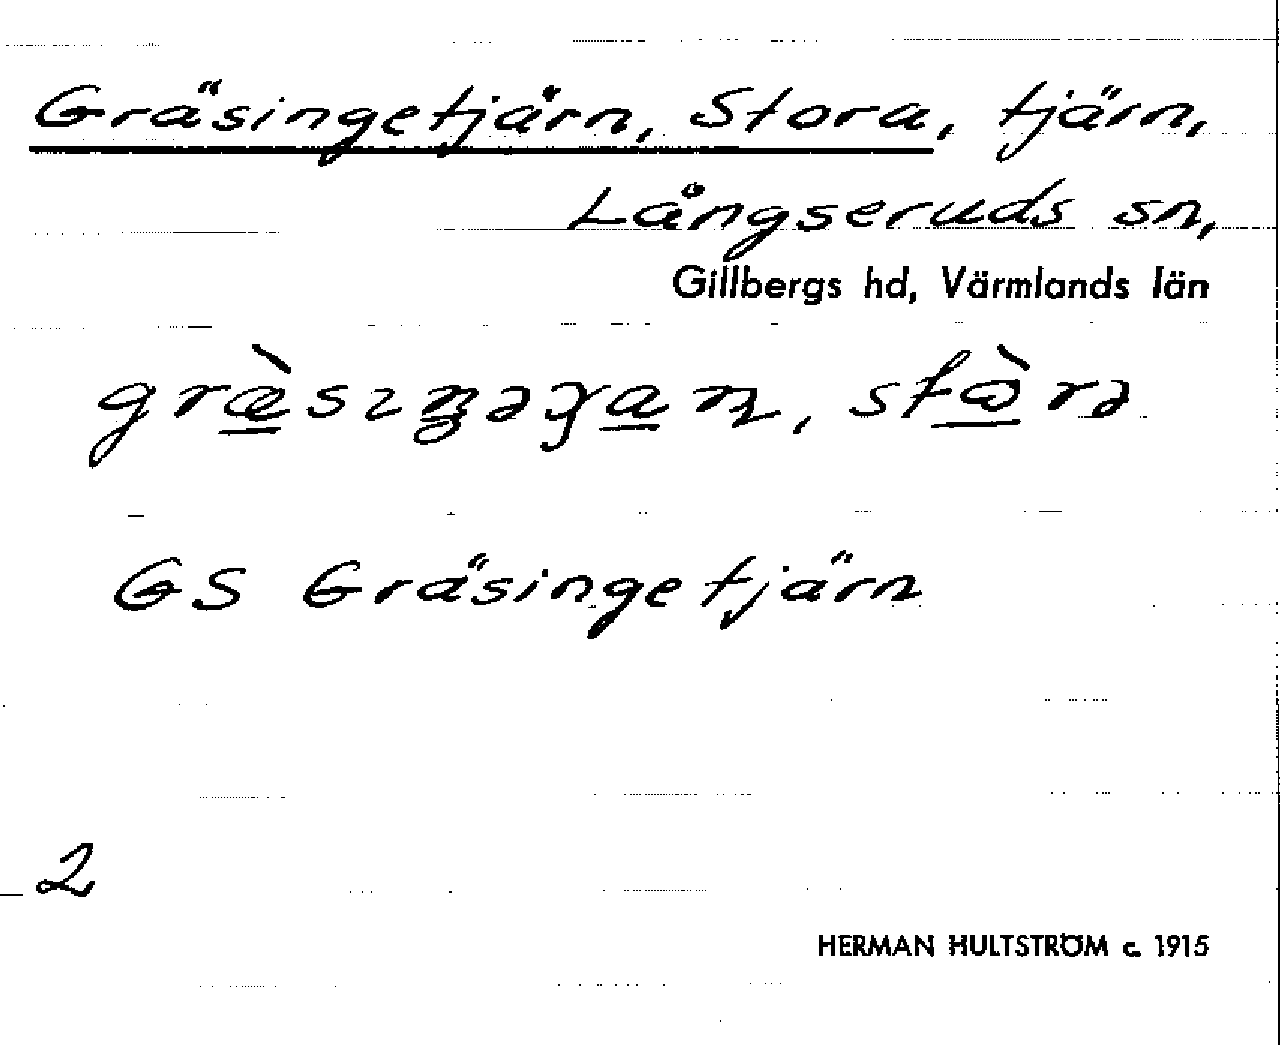 Gräsingetjärn, Stora, tjärn,
Långseruds sn,
Gillbergs hd, Värmlands län
GS Gräsingetjärn
2
HERMAN HULTSTRÖM c. 1915